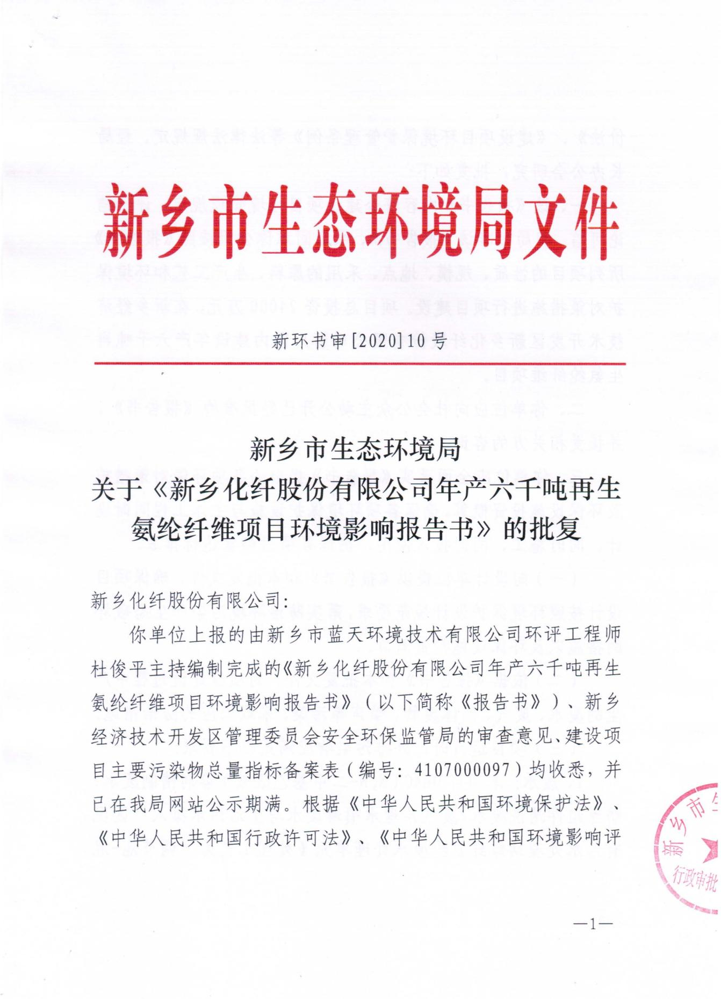 新乡市生态环境局文件
新环书审[2020]10号
新乡市生态环境局
关于《新乡化纤股份有限公司年产六千吨再生
氨纶纤维项目环境影响报告书》的批复
新乡化纤股份有限公司：
你单位上报的由新乡市蓝天环境技术有限公司环评工程师
杜俊平主持编制完成的《新乡化纤股份有限公司年产六千吨再生
氨纶纤维项目环境影响报告书》（以下简称《报告书》）、新乡
经济技术开发区管理委员会安全环保监管局的审查意见、建设项
目主要污染物总量指标备案表（编号：4107000097）均收悉，并
已在我局网站公示期满。根据《中华人民共和国环境保护法》、
《中华人民共和国行政许可法》、《中华人民共和国环境影响评
新乡市生
行政审批
—1—